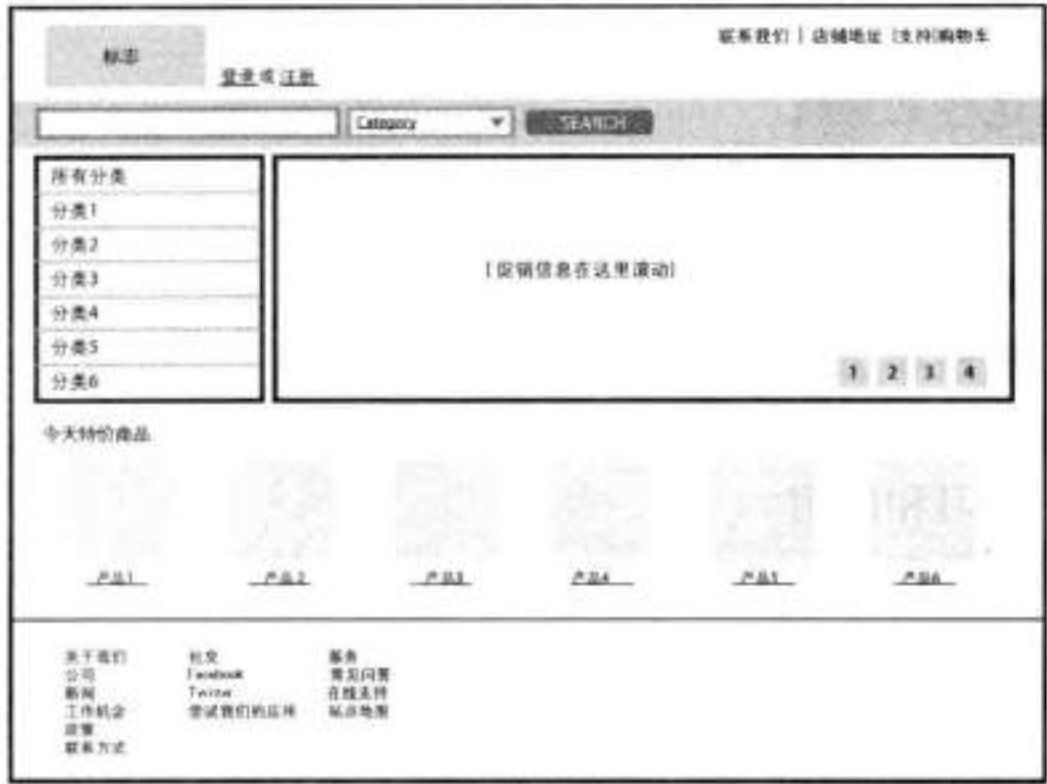 标志
联系我们 | 店铺地址 |支持|购物车
登录 或 注册
Category
SEARCH
所有分类
分类1
分类2
分类3
分类4
分类5
分类6
[促销信息在这里滚动]
1 2 3 4
今天特价商品
产品1 产品2 产品3 产品4 产品5 产品6
关于我们
公司
新闻
工作机会
政策
联系方式
社交
Facebook
Twitter
尝试我们的应用
服务
常见问答
在线支持
站点地图